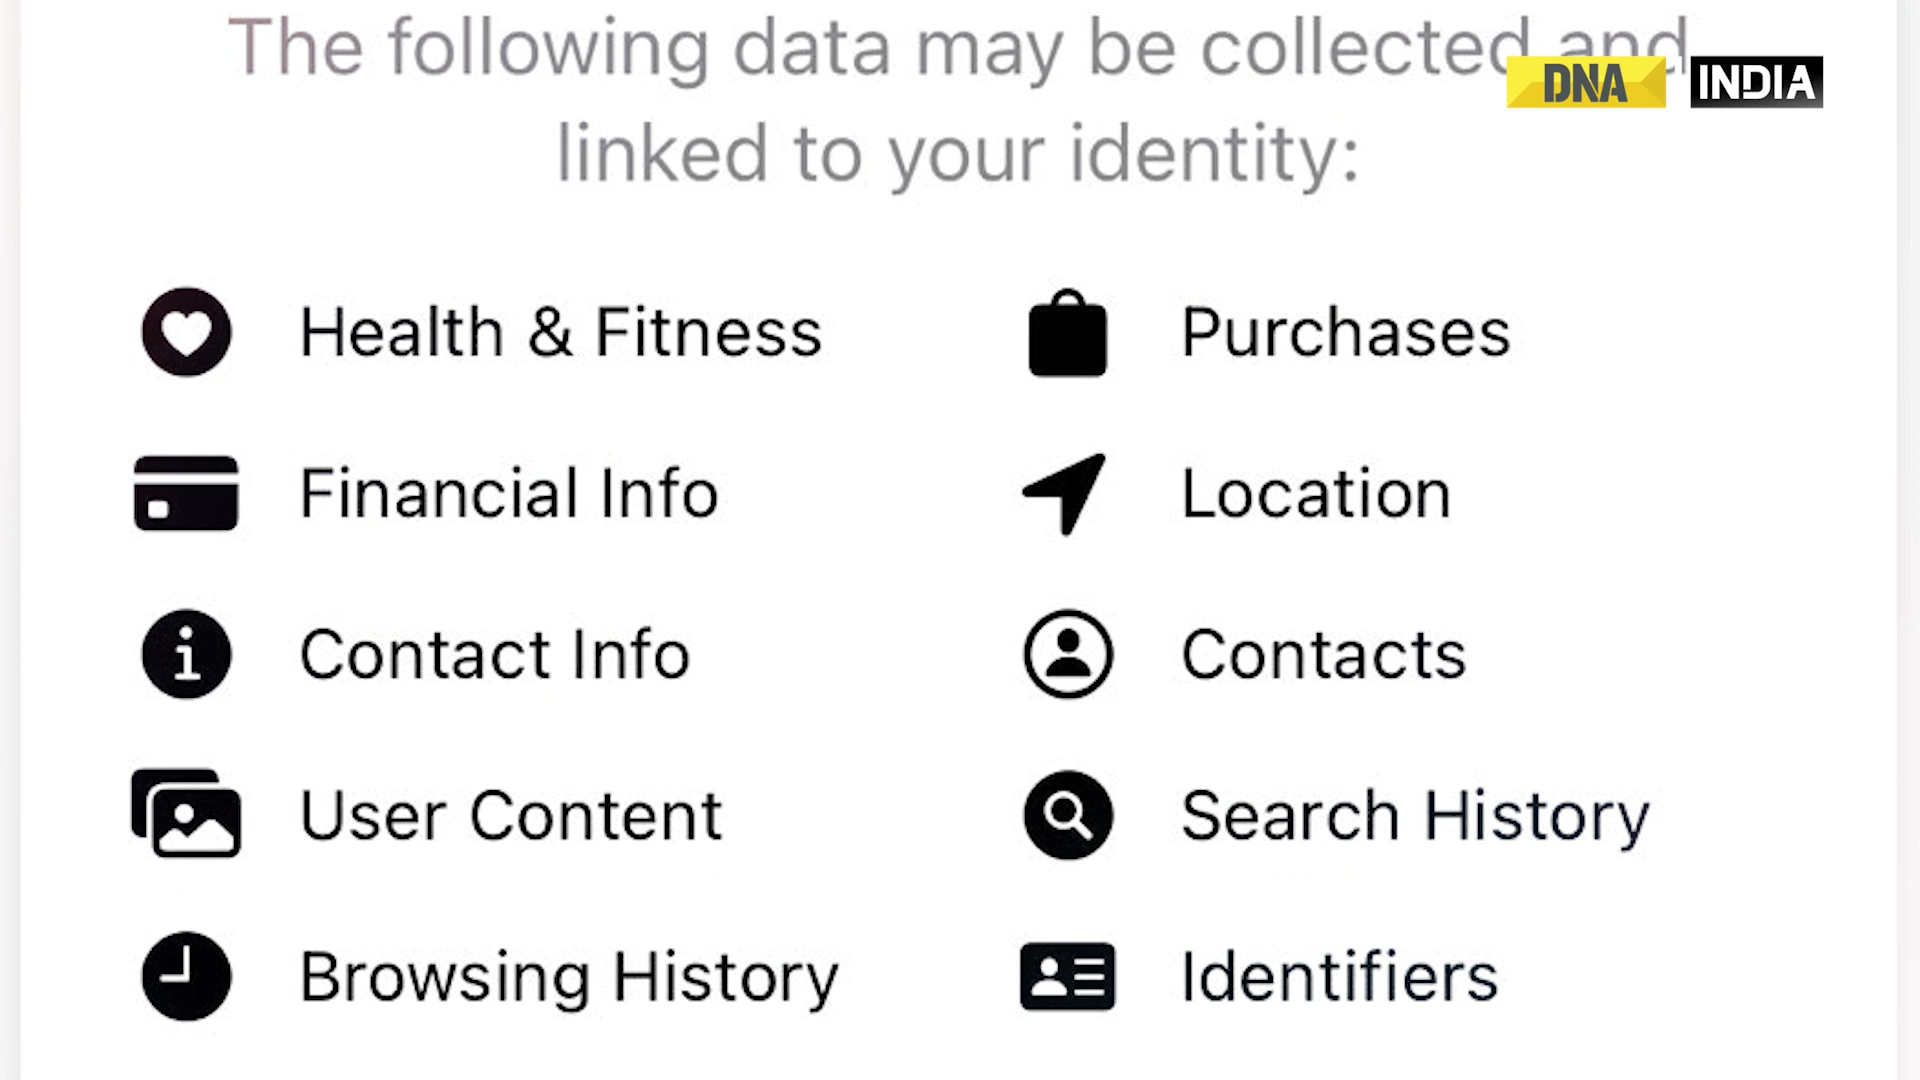 The following data may be collected and
DNA INDIA
linked to your identity:
Health & Fitness
Purchases
Financial Info
Location
Contact Info
Contacts
User Content
Search History
Browsing History
Identifiers